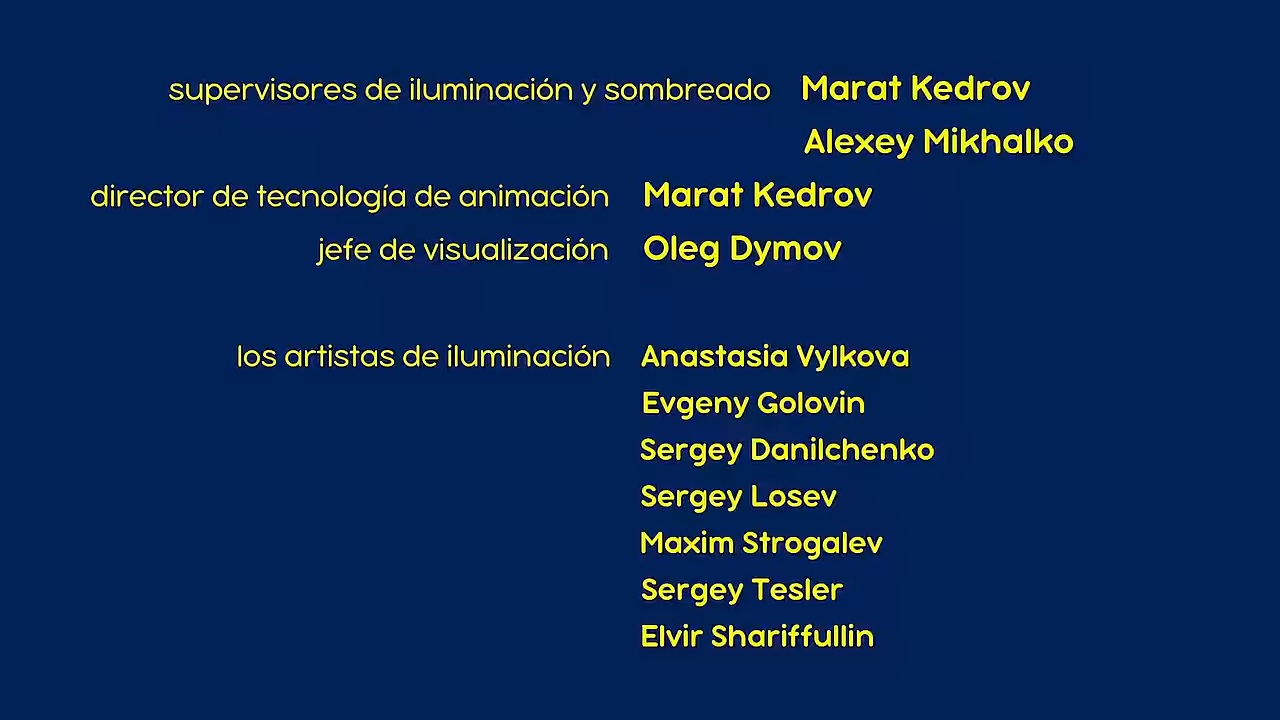 supervisores de iluminación y sombreado Marat Kedrov
Alexey Mikhalko
director de tecnología de animación Marat Kedrov
jefe de visualización Oleg Dymov
los artistas de iluminación Anastasia Vylkova
Evgeny Golovin
Sergey Danilchenko
Sergey Losev
Maxim Strogalev
Sergey Tesler
Elvir Shariffullin